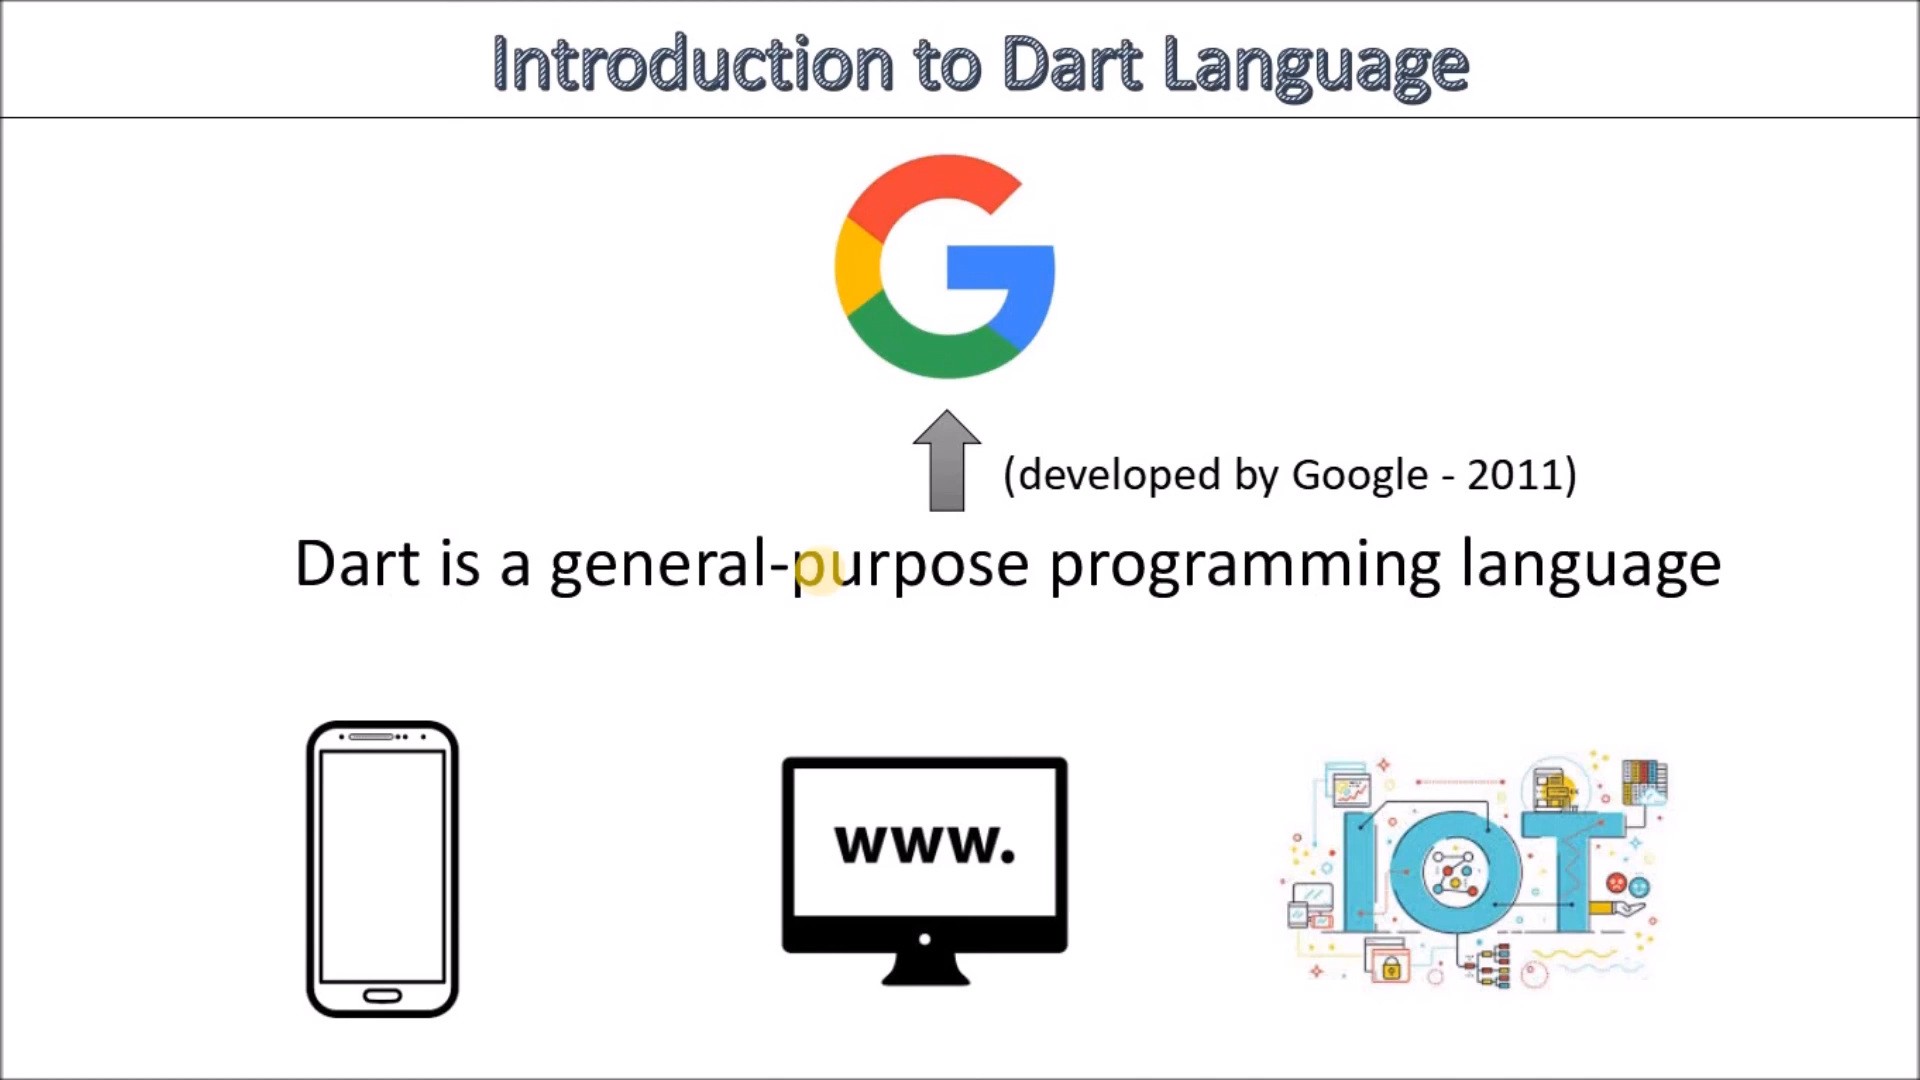 Introduction to Dart Language
(developed by Google - 2011)
Dart is a general-purpose programming language
www.
IOT